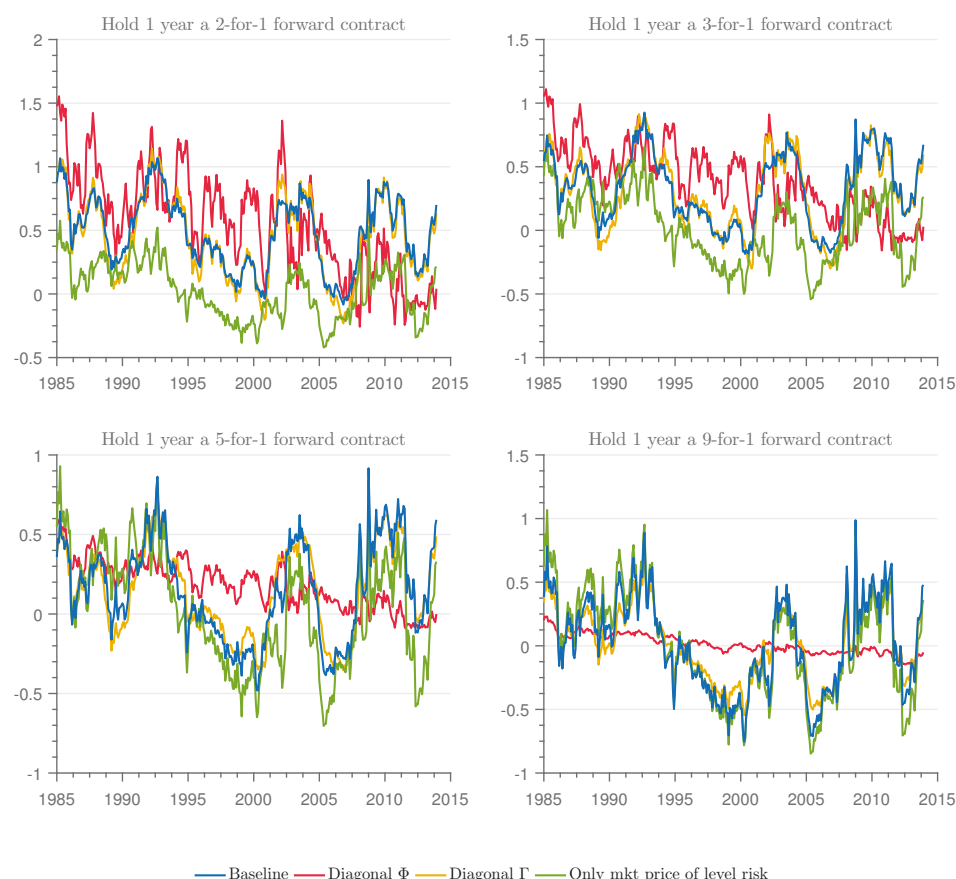 Hold 1 year a 2-for-1 forward contract
2
1.5
1
0.5
0
-0.5
1985 1990 1995 2000 2005 2010 2015
Hold 1 year a 3-for-1 forward contract
1.5
1
0.5
0
-0.5
-1
1985 1990 1995 2000 2005 2010 2015
Hold 1 year a 5-for-1 forward contract
1
0.5
0
-0.5
-1
1985 1990 1995 2000 2005 2010 2015
Hold 1 year a 9-for-1 forward contract
1.5
1
0.5
0
-0.5
-1
1985 1990 1995 2000 2005 2010 2015
Baseline Diagonal Φ Diagonal Γ Only mkt price of level risk